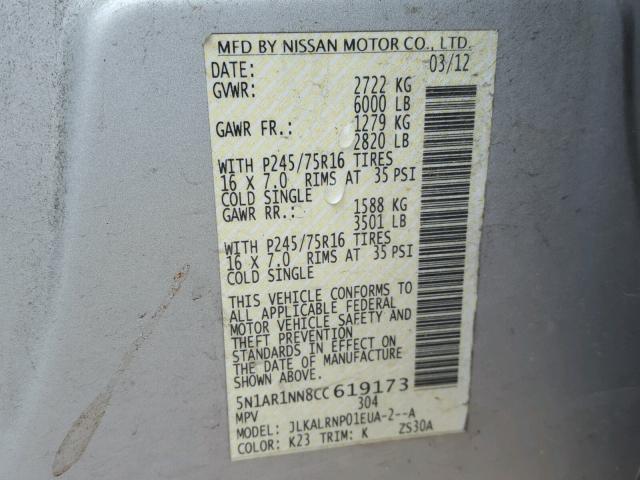 MFD BY NISSAN MOTOR CO., LTD.
DATE: 03/12
GVWR: 2722 KG
6000 LB
GAWR FR.: 1279 KG
2820 LB
WITH P245/75R16 TIRES
16 X 7.0 RIMS AT 35 PSI
COLD SINGLE
GAWR RR.: 1588 KG
3501 LB
WITH P245/75R16 TIRES
16 X 7.0 RIMS AT 35 PSI
COLD SINGLE
THIS VEHICLE CONFORMS TO
ALL APPLICABLE FEDERAL
MOTOR VEHICLE SAFETY AND
THEFT PREVENTION
STANDARDS IN EFFECT ON
THE DATE OF MANUFACTURE
SHOWN ABOVE.
5N1AR1NN8CC619173
MPV 304
MODEL: JLKALRNP01EUA-2--A
COLOR: K23 TRIM: K ZS30A